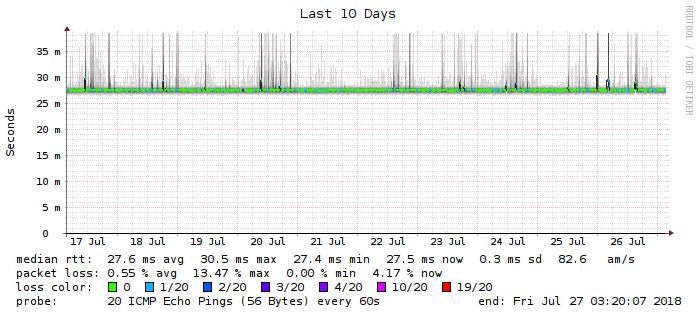 Last 10 Days
RRDTOOL / TOBI OETIKER
Seconds
35 m
30 m
25 m
20 m
15 m
10 m
5 m
0
17 Jul 18 Jul 19 Jul 20 Jul 21 Jul 22 Jul 23 Jul 24 Jul 25 Jul 26 Jul
median rtt: 27.6 ms avg 30.5 ms max 27.4 ms min 27.5 ms now 0.3 ms sd 82.6 am/s
packet loss: 0.55 % avg 13.47 % max 0.00 % min 4.17 % now
loss color: 0 1/20 2/20 3/20 4/20 10/20 19/20
probe: 20 ICMP Echo Pings (56 Bytes) every 60s end: Fri Jul 27 03:20:07 2018